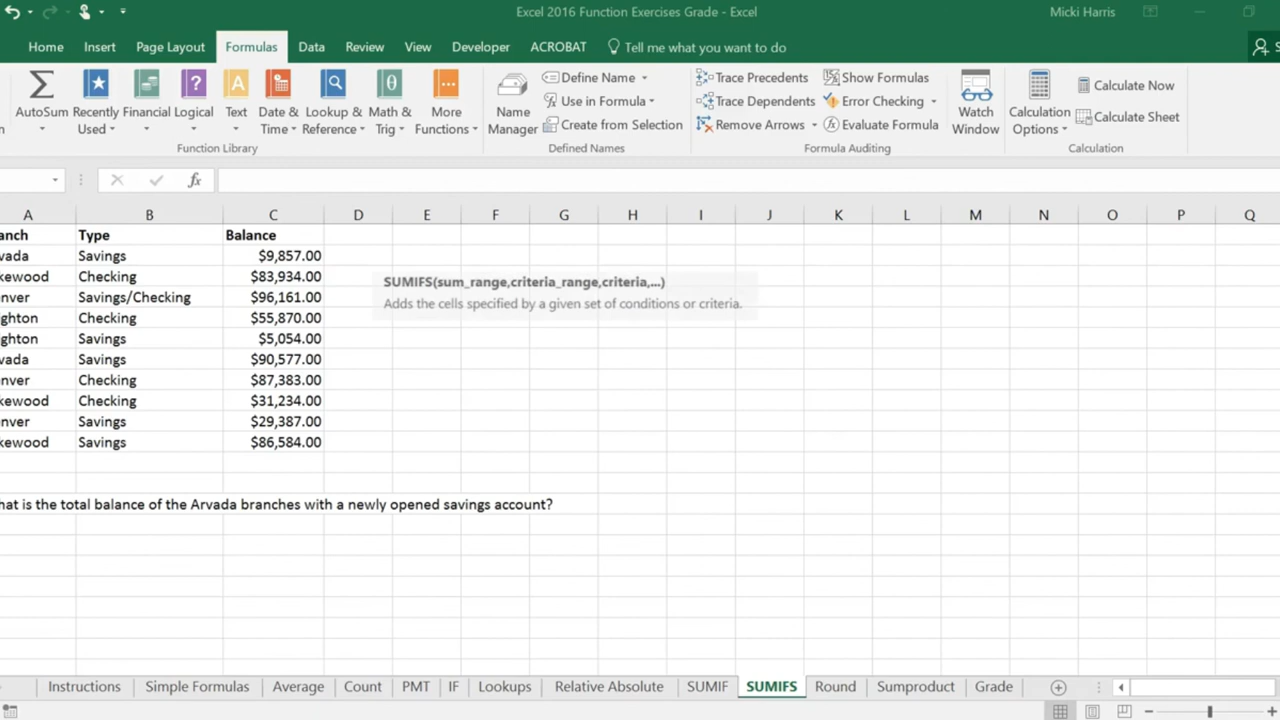 Excel 2016 Function Exercises Grade - Excel Micki Harris
Home Insert Page Layout Formulas Data Review View Developer ACROBAT Tell me what you want to do
AutoSum Recently Used Financial Logical Text Date & Time Lookup & Reference Math & Trig More Functions
Function Library
Name Manager
Define Name
Use in Formula
Create from Selection
Defined Names
Trace Precedents Show Formulas
Trace Dependents Error Checking
Remove Arrows Evaluate Formula
Formula Auditing
Watch Window
Calculation Options
Calculate Now
Calculate Sheet
Calculation
fx
A B C D E F G H I J K L M N O P Q
anch Type Balance
vada Savings $9,857.00
kewood Checking $83,934.00
nver Savings/Checking $96,161.00
ighton Checking $55,870.00
ighton Savings $5,054.00
vada Savings $90,577.00
nver Checking $87,383.00
kewood Checking $31,234.00
nver Savings $29,387.00
kewood Savings $86,584.00
SUMIFS(sum_range,criteria_range,criteria,...)
Adds the cells specified by a given set of conditions or criteria.
hat is the total balance of the Arvada branches with a newly opened savings account?
Instructions Simple Formulas Average Count PMT IF Lookups Relative Absolute SUMIF SUMIFS Round Sumproduct Grade